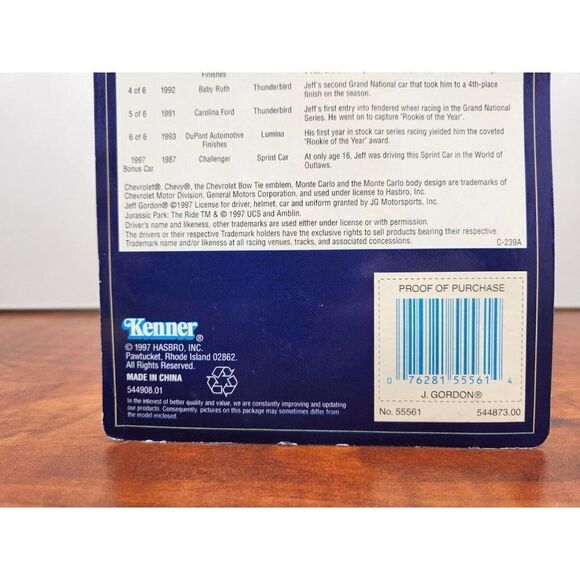 Finishes
4 of 6 1992 Baby Ruth Thunderbird Jeff's second Grand National car that took him to a 4th-place
finish on the season.
5 of 6 1991 Carolina Ford Thunderbird Jeff's first entry into fendered wheel racing in the Grand National
Series. He went on to capture "Rookie of the Year".
6 of 6 1993 DuPont Automotive Lumina His first year in stock car series racing yielded him the coveted
Finishes "Rookie of the Year" award.
1997 1987 Challenger Sprint Car At only age 16, Jeff was driving this Sprint Car in the World of
Bonus Car Outlaws.
Chevrolet®, Chevy®, the Chevrolet Bow Tie emblem, Monte Carlo and the Monte Carlo body design are trademarks of
Chevrolet Motor Division, General Motors Corporation and used under license to Hasbro, Inc.
Jeff Gordon® ©1997 License for driver, helmet, car and uniform granted by JG Motorsports, Inc.
Jurassic Park: The Ride TM & © 1997 UCS and Amblin.
Driver's name and likeness, other trademarks are used either under license or with permission.
The drivers or their respective Trademark holders have the exclusive rights to sell products bearing their respective
Trademark name and/or likeness at all racing venues, tracks, and associated concessions. C-239A
PROOF OF PURCHASE
0 76281 55561 4
J. GORDON®
No. 55561 544873.00
Kenner®
© 1997 HASBRO, INC.
Pawtucket, Rhode Island 02862.
All Rights Reserved.
MADE IN CHINA
544908.01
In the interest of better quality and value, we are constantly improving and updating
our products. Consequently, pictures on this package may sometimes differ from
the model enclosed.